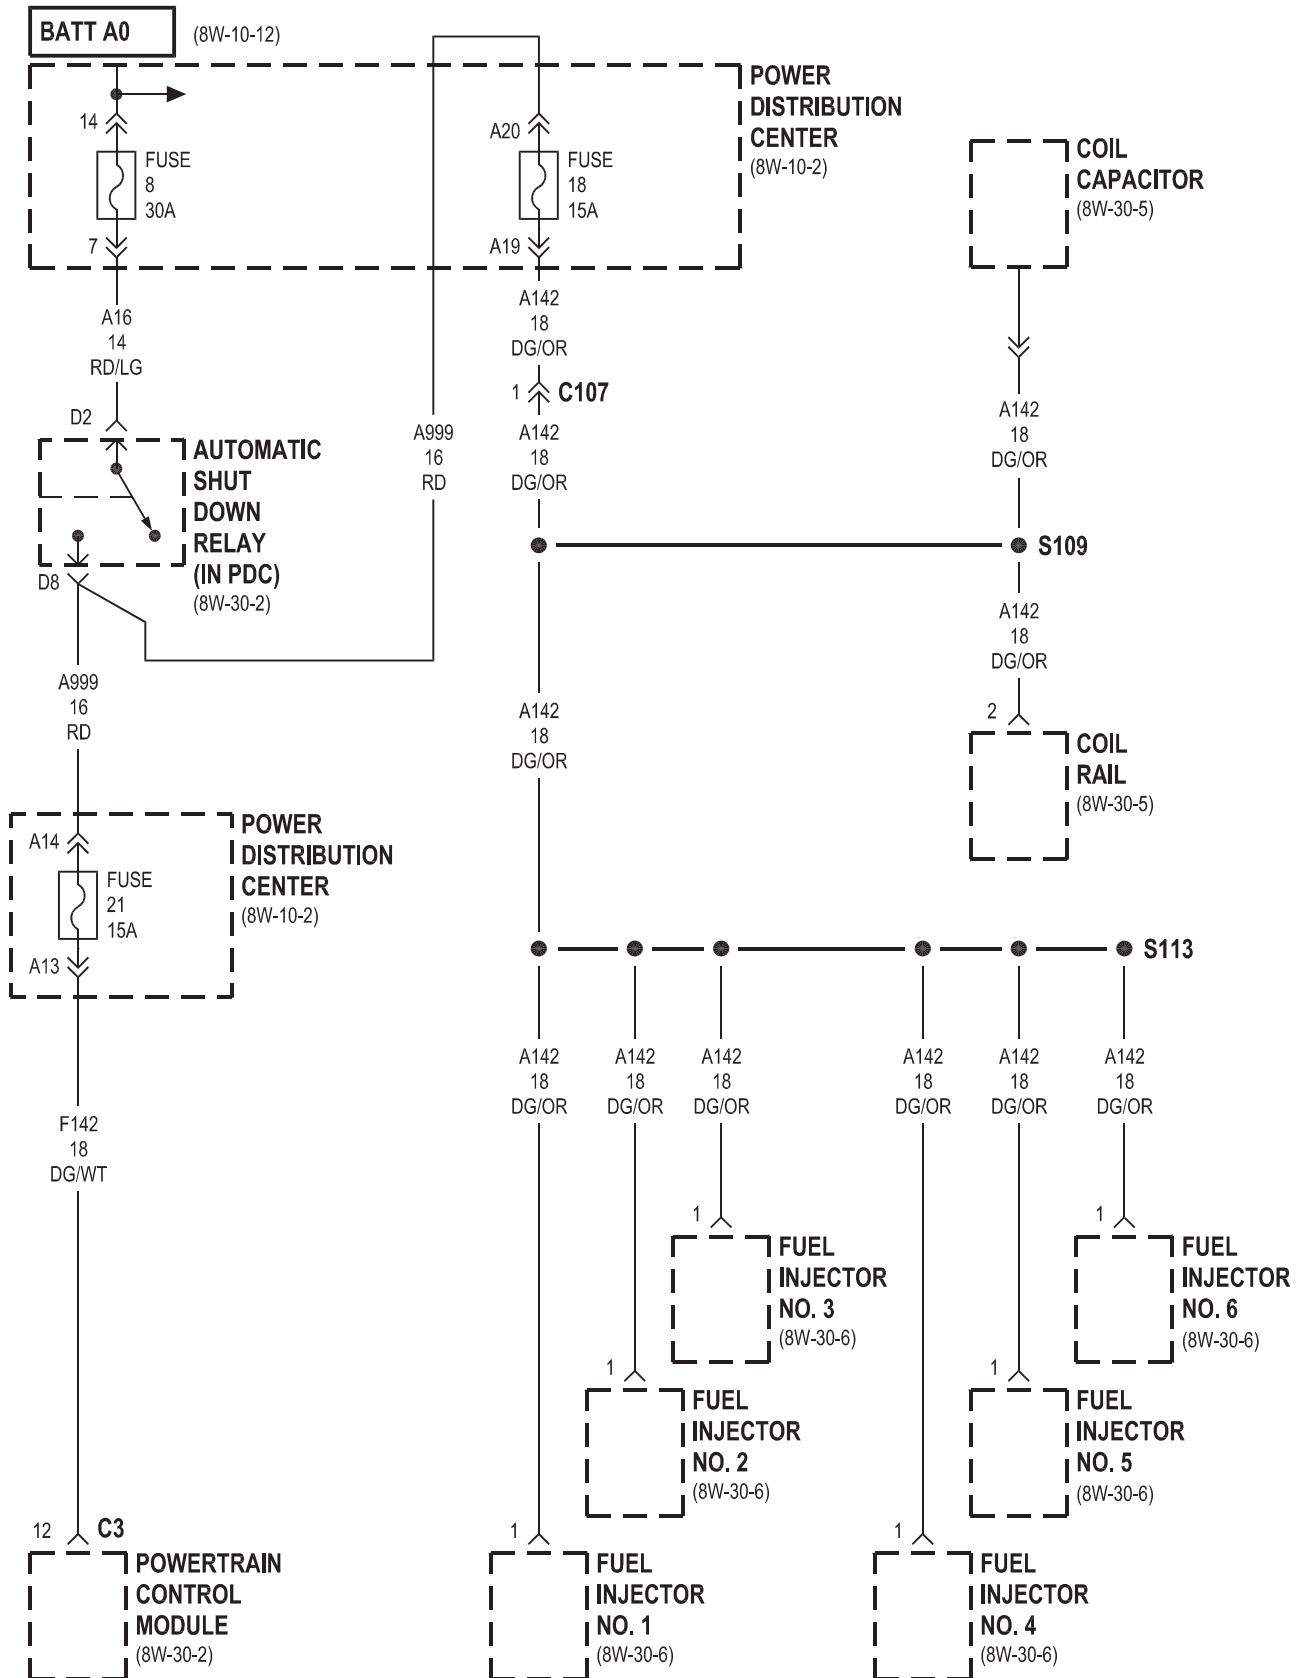 BATT A0
(8W-10-12)
POWER
DISTRIBUTION
CENTER
(8W-10-2)
14
FUSE
8
30A
7
A20
FUSE
18
15A
A19
COIL
CAPACITOR
(8W-30-5)
A16
14
RD/LG
A142
18
DG/OR
1
C107
A142
18
DG/OR
A142
18
DG/OR
D2
AUTOMATIC
SHUT
DOWN
RELAY
(IN PDC)
(8W-30-2)
D8
A999
16
RD
S109
A142
18
DG/OR
A999
16
RD
A142
18
DG/OR
2
COIL
RAIL
(8W-30-5)
A14
FUSE
21
15A
A13
POWER
DISTRIBUTION
CENTER
(8W-10-2)
S113
A142
18
DG/OR
A142
18
DG/OR
A142
18
DG/OR
A142
18
DG/OR
A142
18
DG/OR
A142
18
DG/OR
F142
18
DG/WT
1
FUEL
INJECTOR
NO. 3
(8W-30-6)
1
FUEL
INJECTOR
NO. 6
(8W-30-6)
1
FUEL
INJECTOR
NO. 2
(8W-30-6)
1
FUEL
INJECTOR
NO. 5
(8W-30-6)
12
C3
POWERTRAIN
CONTROL
MODULE
(8W-30-2)
1
FUEL
INJECTOR
NO. 1
(8W-30-6)
1
FUEL
INJECTOR
NO. 4
(8W-30-6)